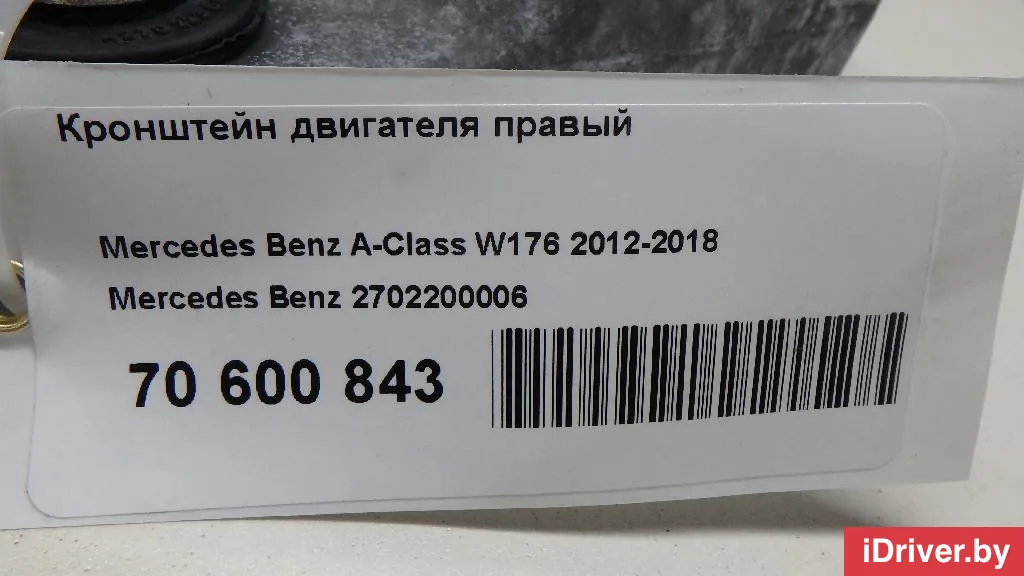 Кронштейн двигателя правый
Mercedes Benz A-Class W176 2012-2018
Mercedes Benz 2702200006
70 600 843
iDriver.by